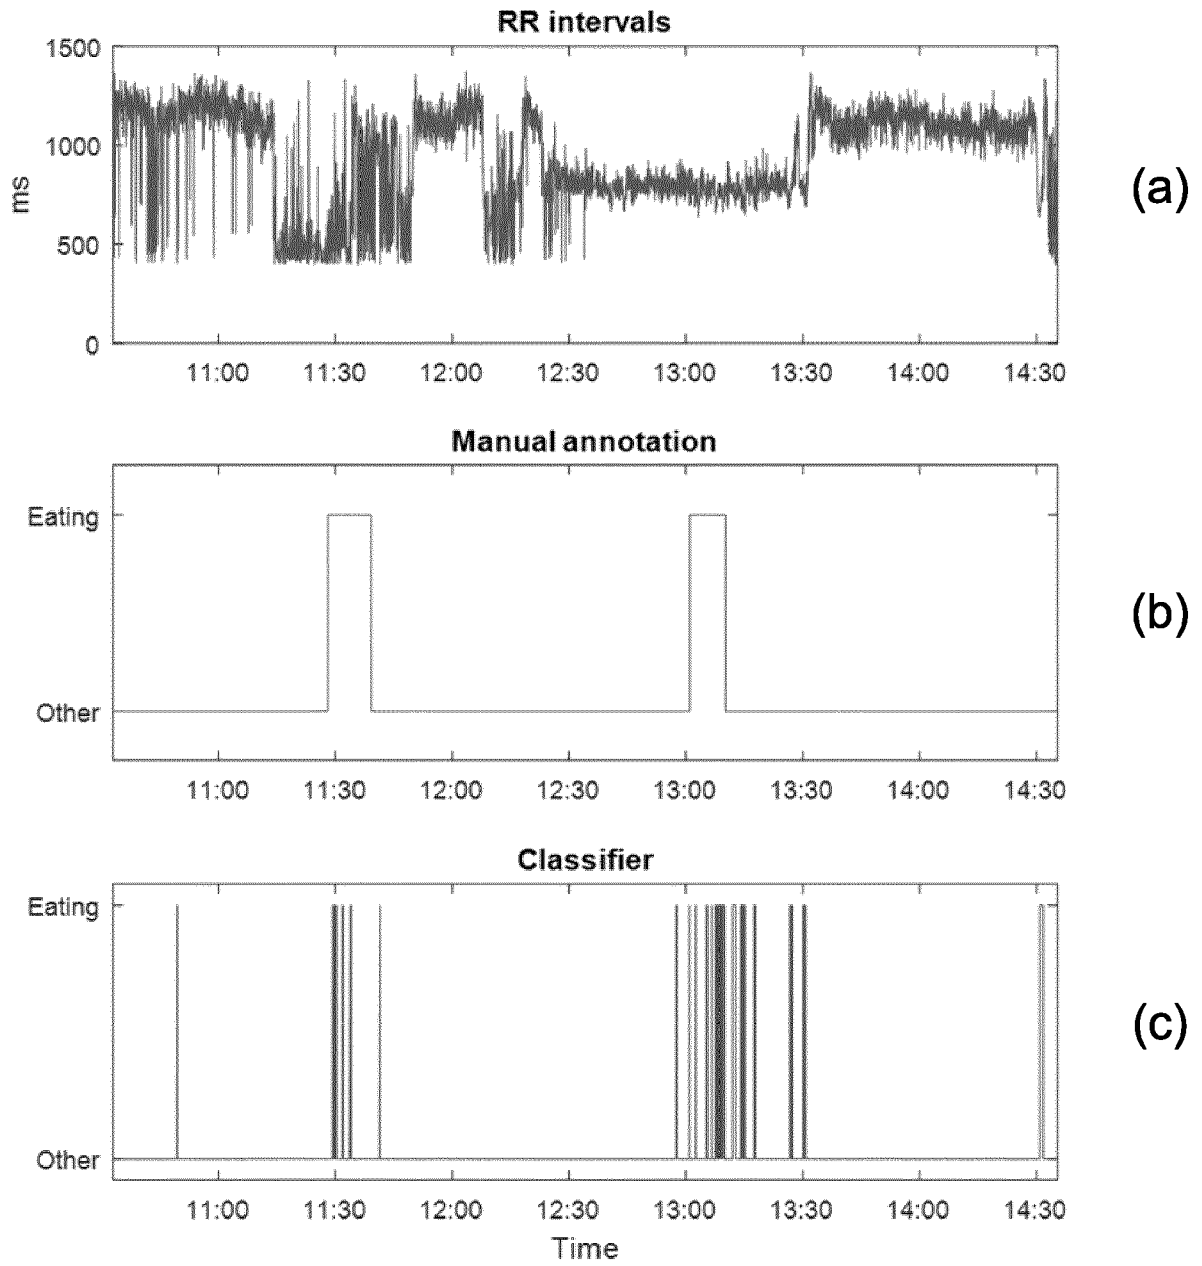 RR intervals
1500
1000
500
0
ms
11:00 11:30 12:00 12:30 13:00 13:30 14:00 14:30
(a)
Manual annotation
Eating
Other
11:00 11:30 12:00 12:30 13:00 13:30 14:00 14:30
(b)
Classifier
Eating
Other
11:00 11:30 12:00 12:30 13:00 13:30 14:00 14:30
Time
(c)